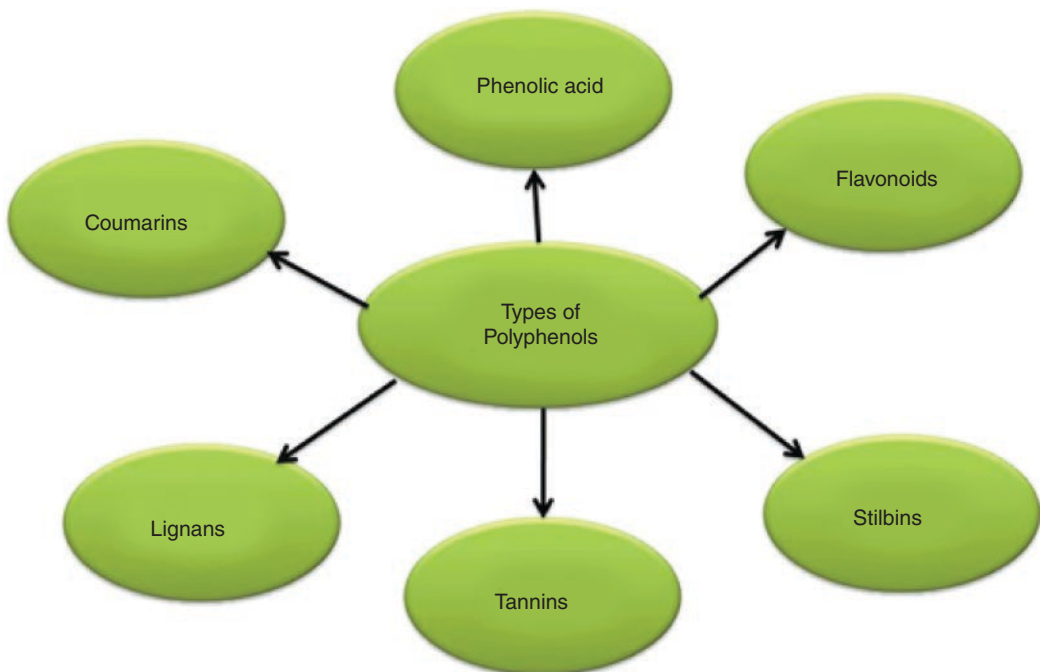 Phenolic acid
Flavonoids
Coumarins
Types of
Polyphenols
Stilbins
Lignans
Tannins